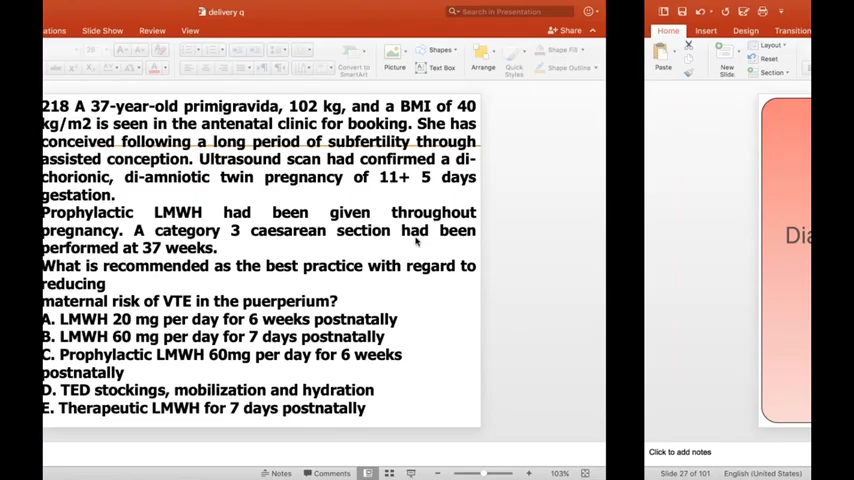 delivery q
Search in Presentation
ations Slide Show Review View
Share
Home Insert Design Transition
28
Convert to
SmartArt
Picture
Shapes
Text Box
Arrange
Quick
Styles
Shape Fill
Shape Outline
Paste
New
Slide
Layout
Reset
Section
218 A 37-year-old primigravida, 102 kg, and a BMI of 40
kg/m2 is seen in the antenatal clinic for booking. She has
conceived following a long period of subfertility through
assisted conception. Ultrasound scan had confirmed a di-
chorionic, di-amniotic twin pregnancy of 11+ 5 days
gestation.
Prophylactic LMWH had been given throughout
pregnancy. A category 3 caesarean section had been
performed at 37 weeks.
What is recommended as the best practice with regard to
reducing
maternal risk of VTE in the puerperium?
A. LMWH 20 mg per day for 6 weeks postnatally
B. LMWH 60 mg per day for 7 days postnatally
C. Prophylactic LMWH 60mg per day for 6 weeks
postnatally
D. TED stockings, mobilization and hydration
E. Therapeutic LMWH for 7 days postnatally
Dia
Click to add notes
Notes Comments 103%
Slide 27 of 101 English (United States)